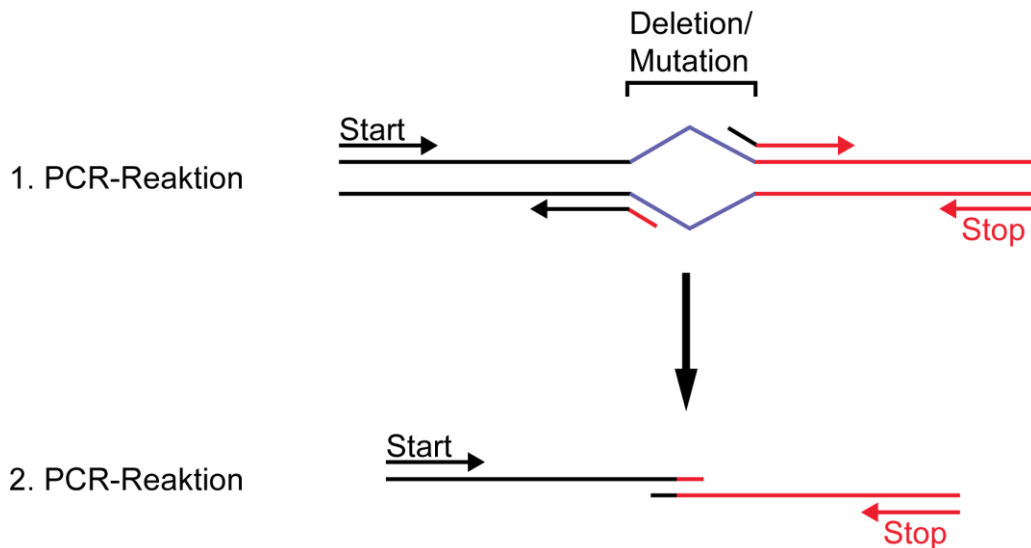 Deletion/
Mutation
Start
1. PCR-Reaktion
Stop
Start
2. PCR-Reaktion
Stop